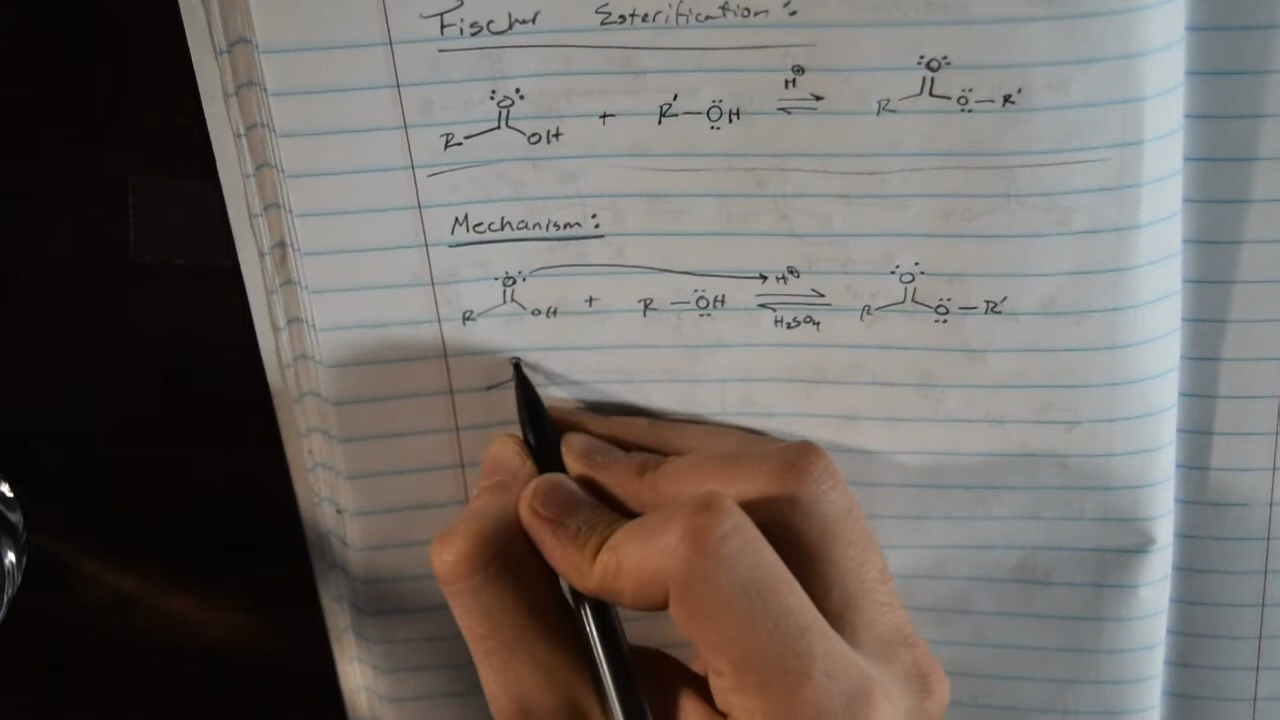 Fischer Esterification:
:O: R OH + R'-ÖH H⊕ ⇌ :O: R Ö-R'
Mechanism:
:O: R OH + R-ÖH → H⊕ ⇌ H₂SO₄ :O: R Ö-R'